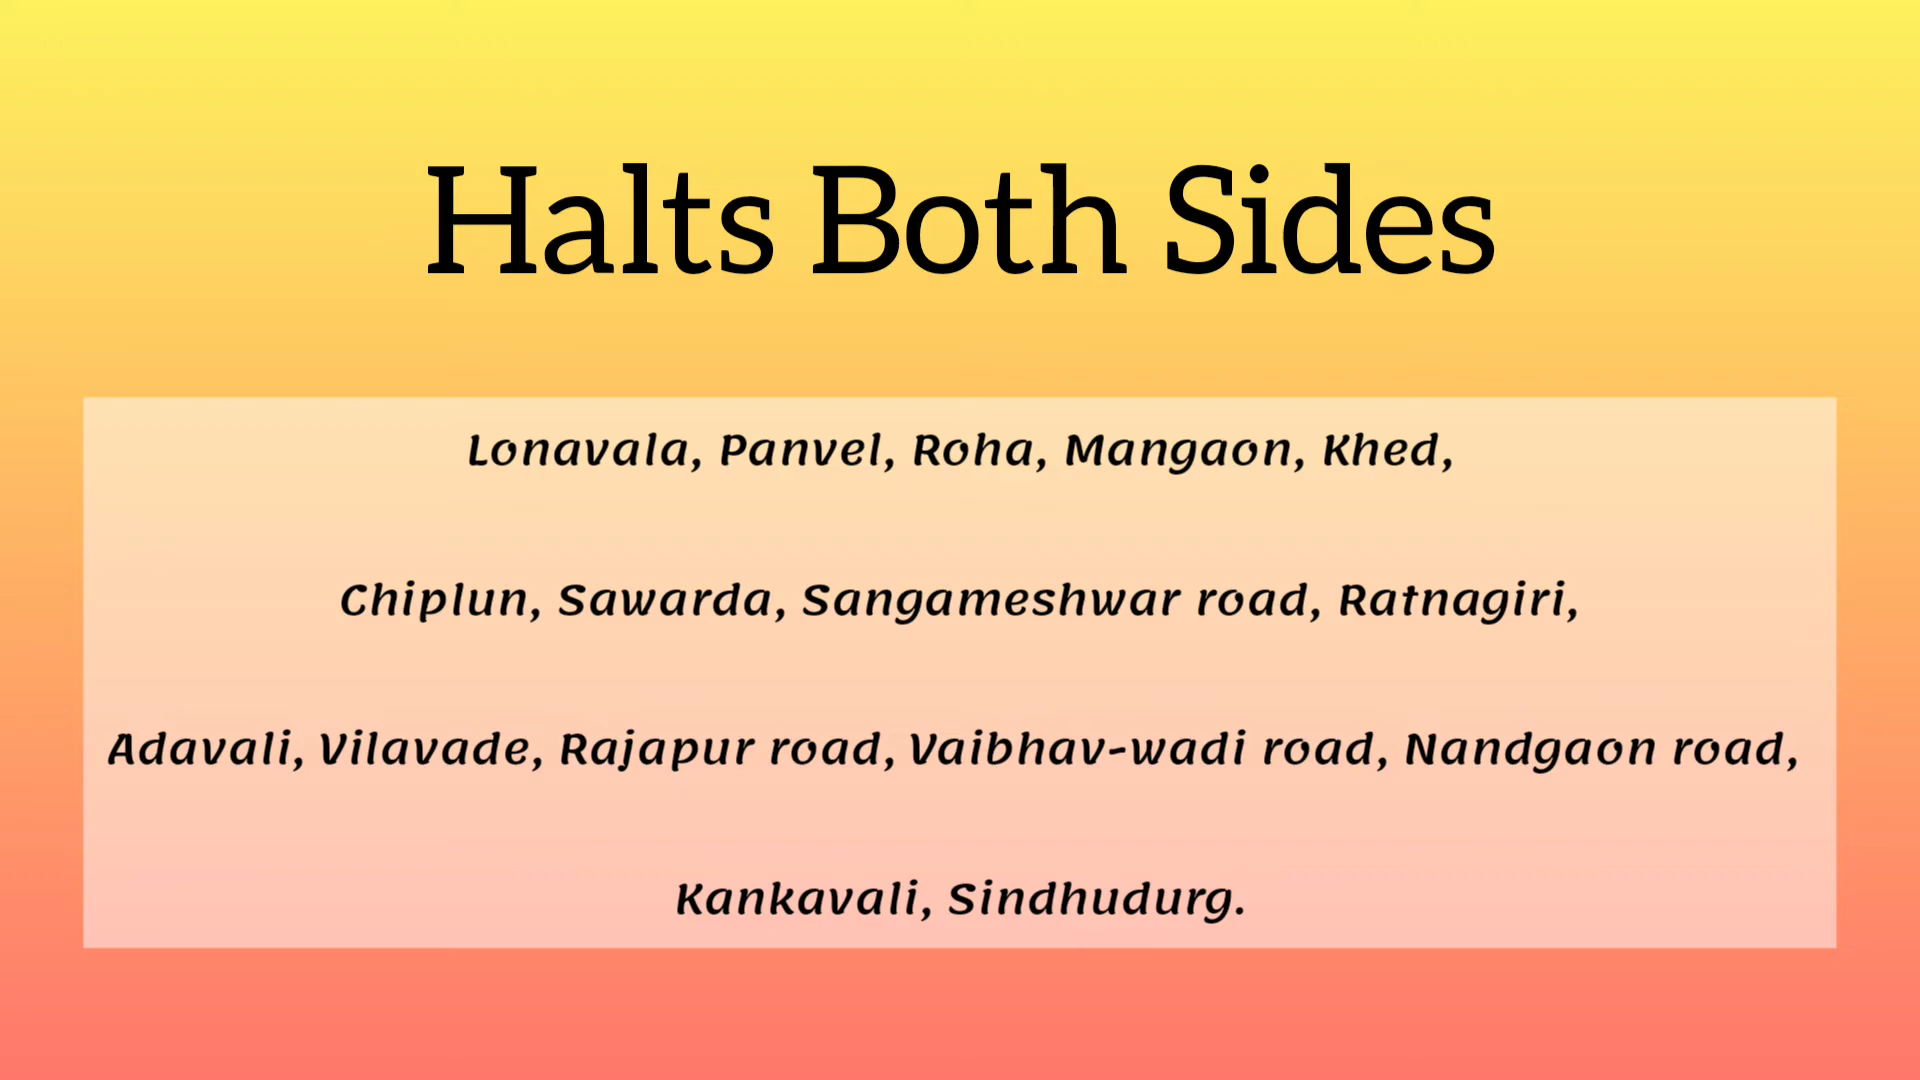 Halts Both Sides
Lonavala, Panvel, Roha, Mangaon, Khed,
Chiplun, Sawarda, Sangameshwar road, Ratnagiri,
Adavali, Vilavade, Rajapur road, Vaibhav-wadi road, Nandgaon road,
Kankavali, Sindhudurg.